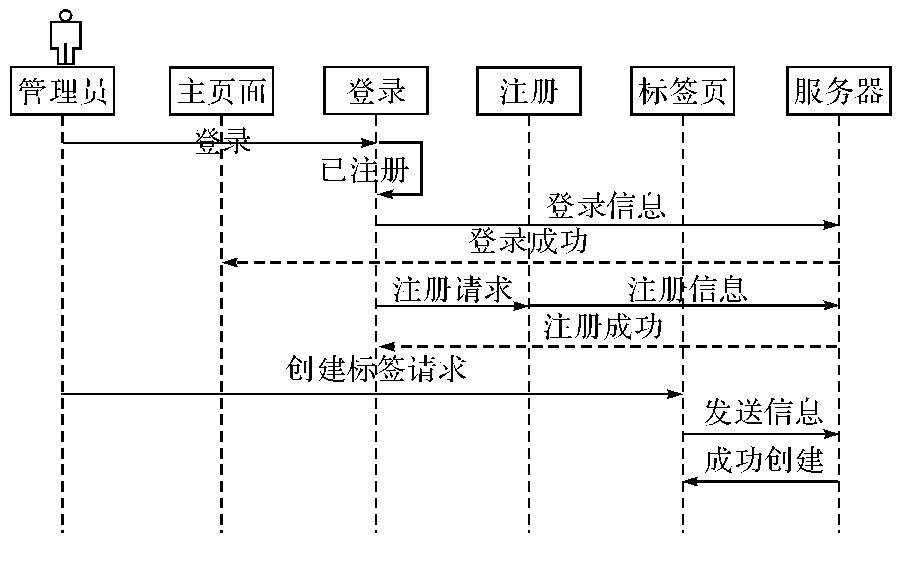 管理员
主页面
登录
注册
标签页
服务器
登录
已注册
登录信息
登录成功
注册请求
注册信息
注册成功
创建标签请求
发送信息
成功创建